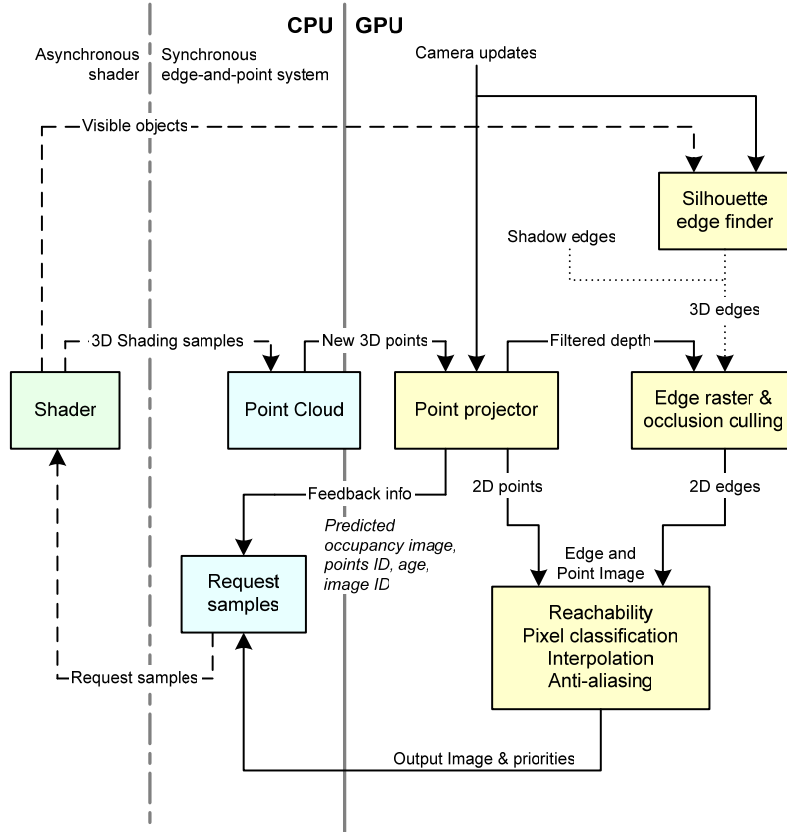 CPU
GPU
Asynchronous
shader
Synchronous
edge-and-point system
Camera updates
Visible objects
Silhouette
edge finder
Shadow edges
3D edges
3D Shading samples
New 3D points
Filtered depth
Shader
Point Cloud
Point projector
Edge raster &
occlusion culling
Feedback info
2D points
2D edges
Predicted
occupancy image,
points ID, age,
image ID
Edge and
Point Image
Request
samples
Reachability
Pixel classification
Interpolation
Anti-aliasing
Request samples
Output Image & priorities